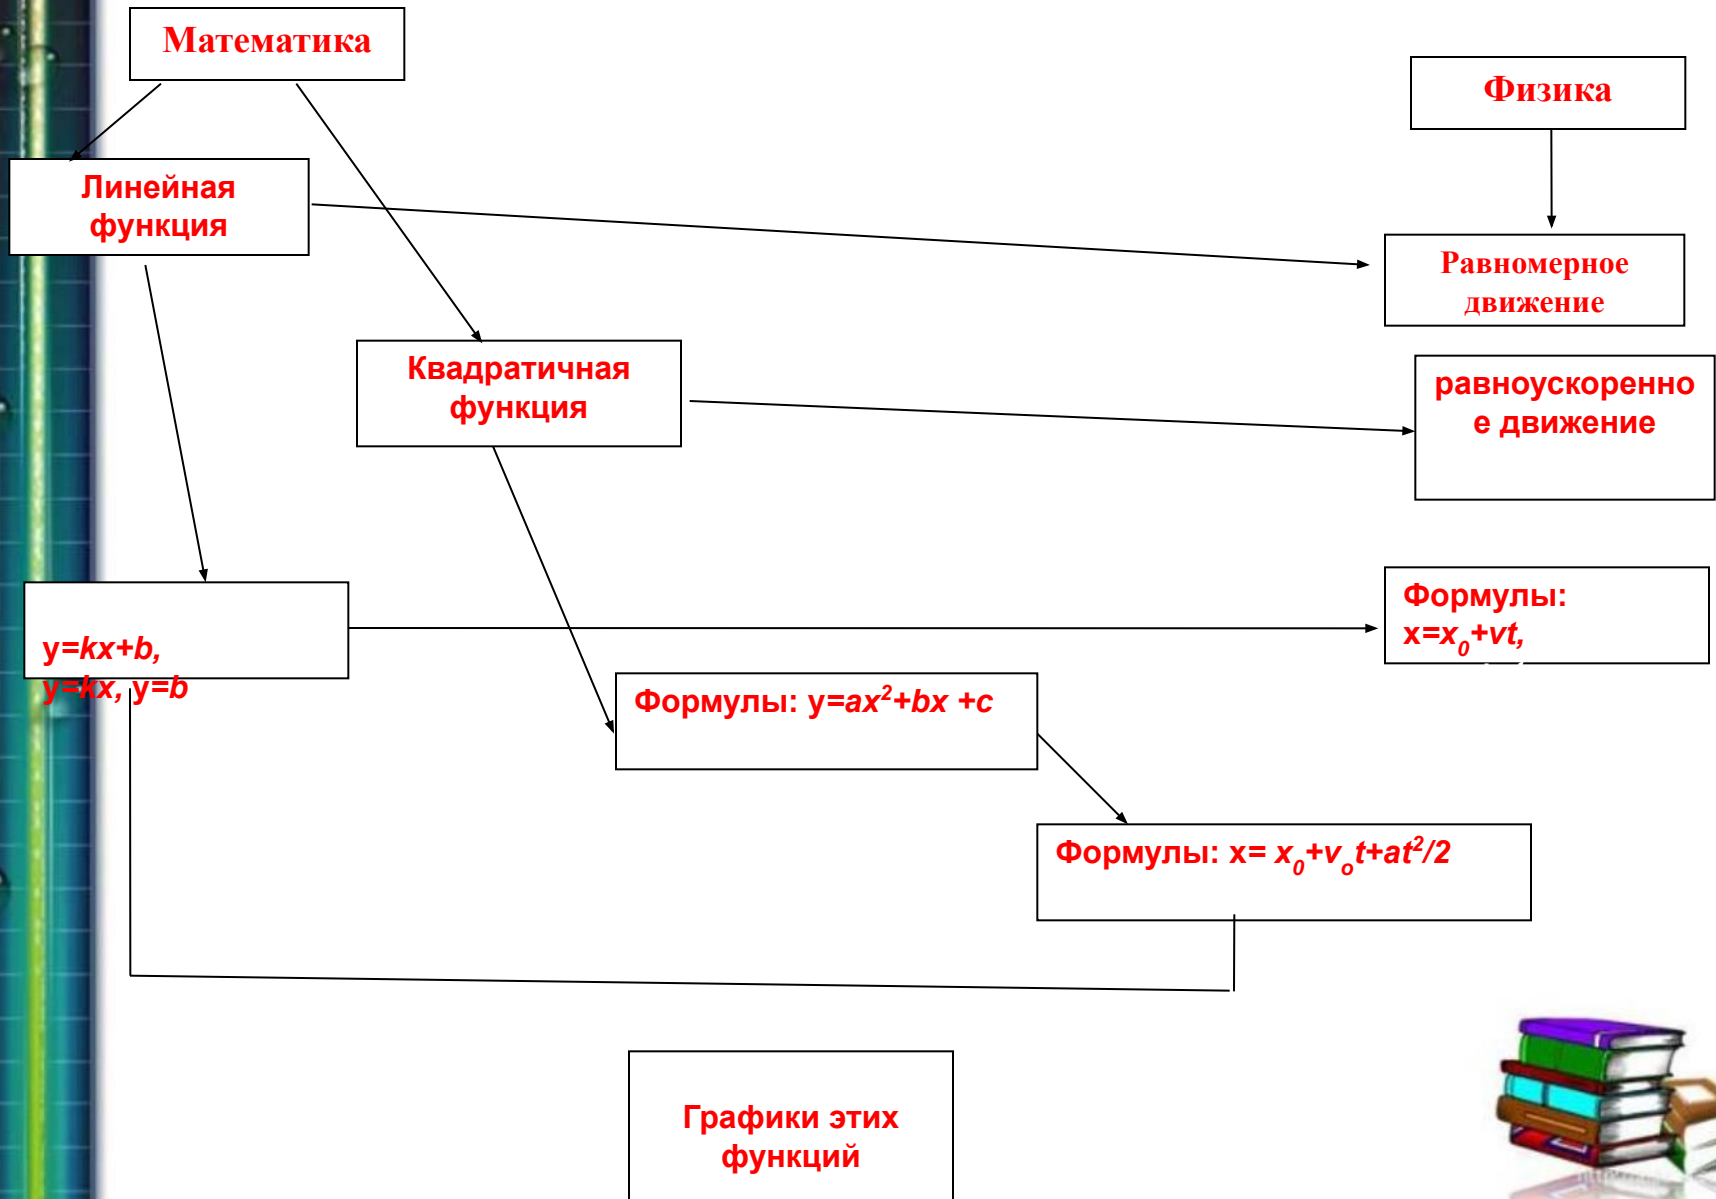 Математика
Физика
Линейная
функция
Равномерное
движение
Квадратичная
функция
равноускоренно
е движение
Формулы:
x=x₀+vt,
y=kx+b,
y=kx, y=b
Формулы: y=ax²+bx +c
Формулы: x= x₀+vₒt+at²/2
Графики этих
функций